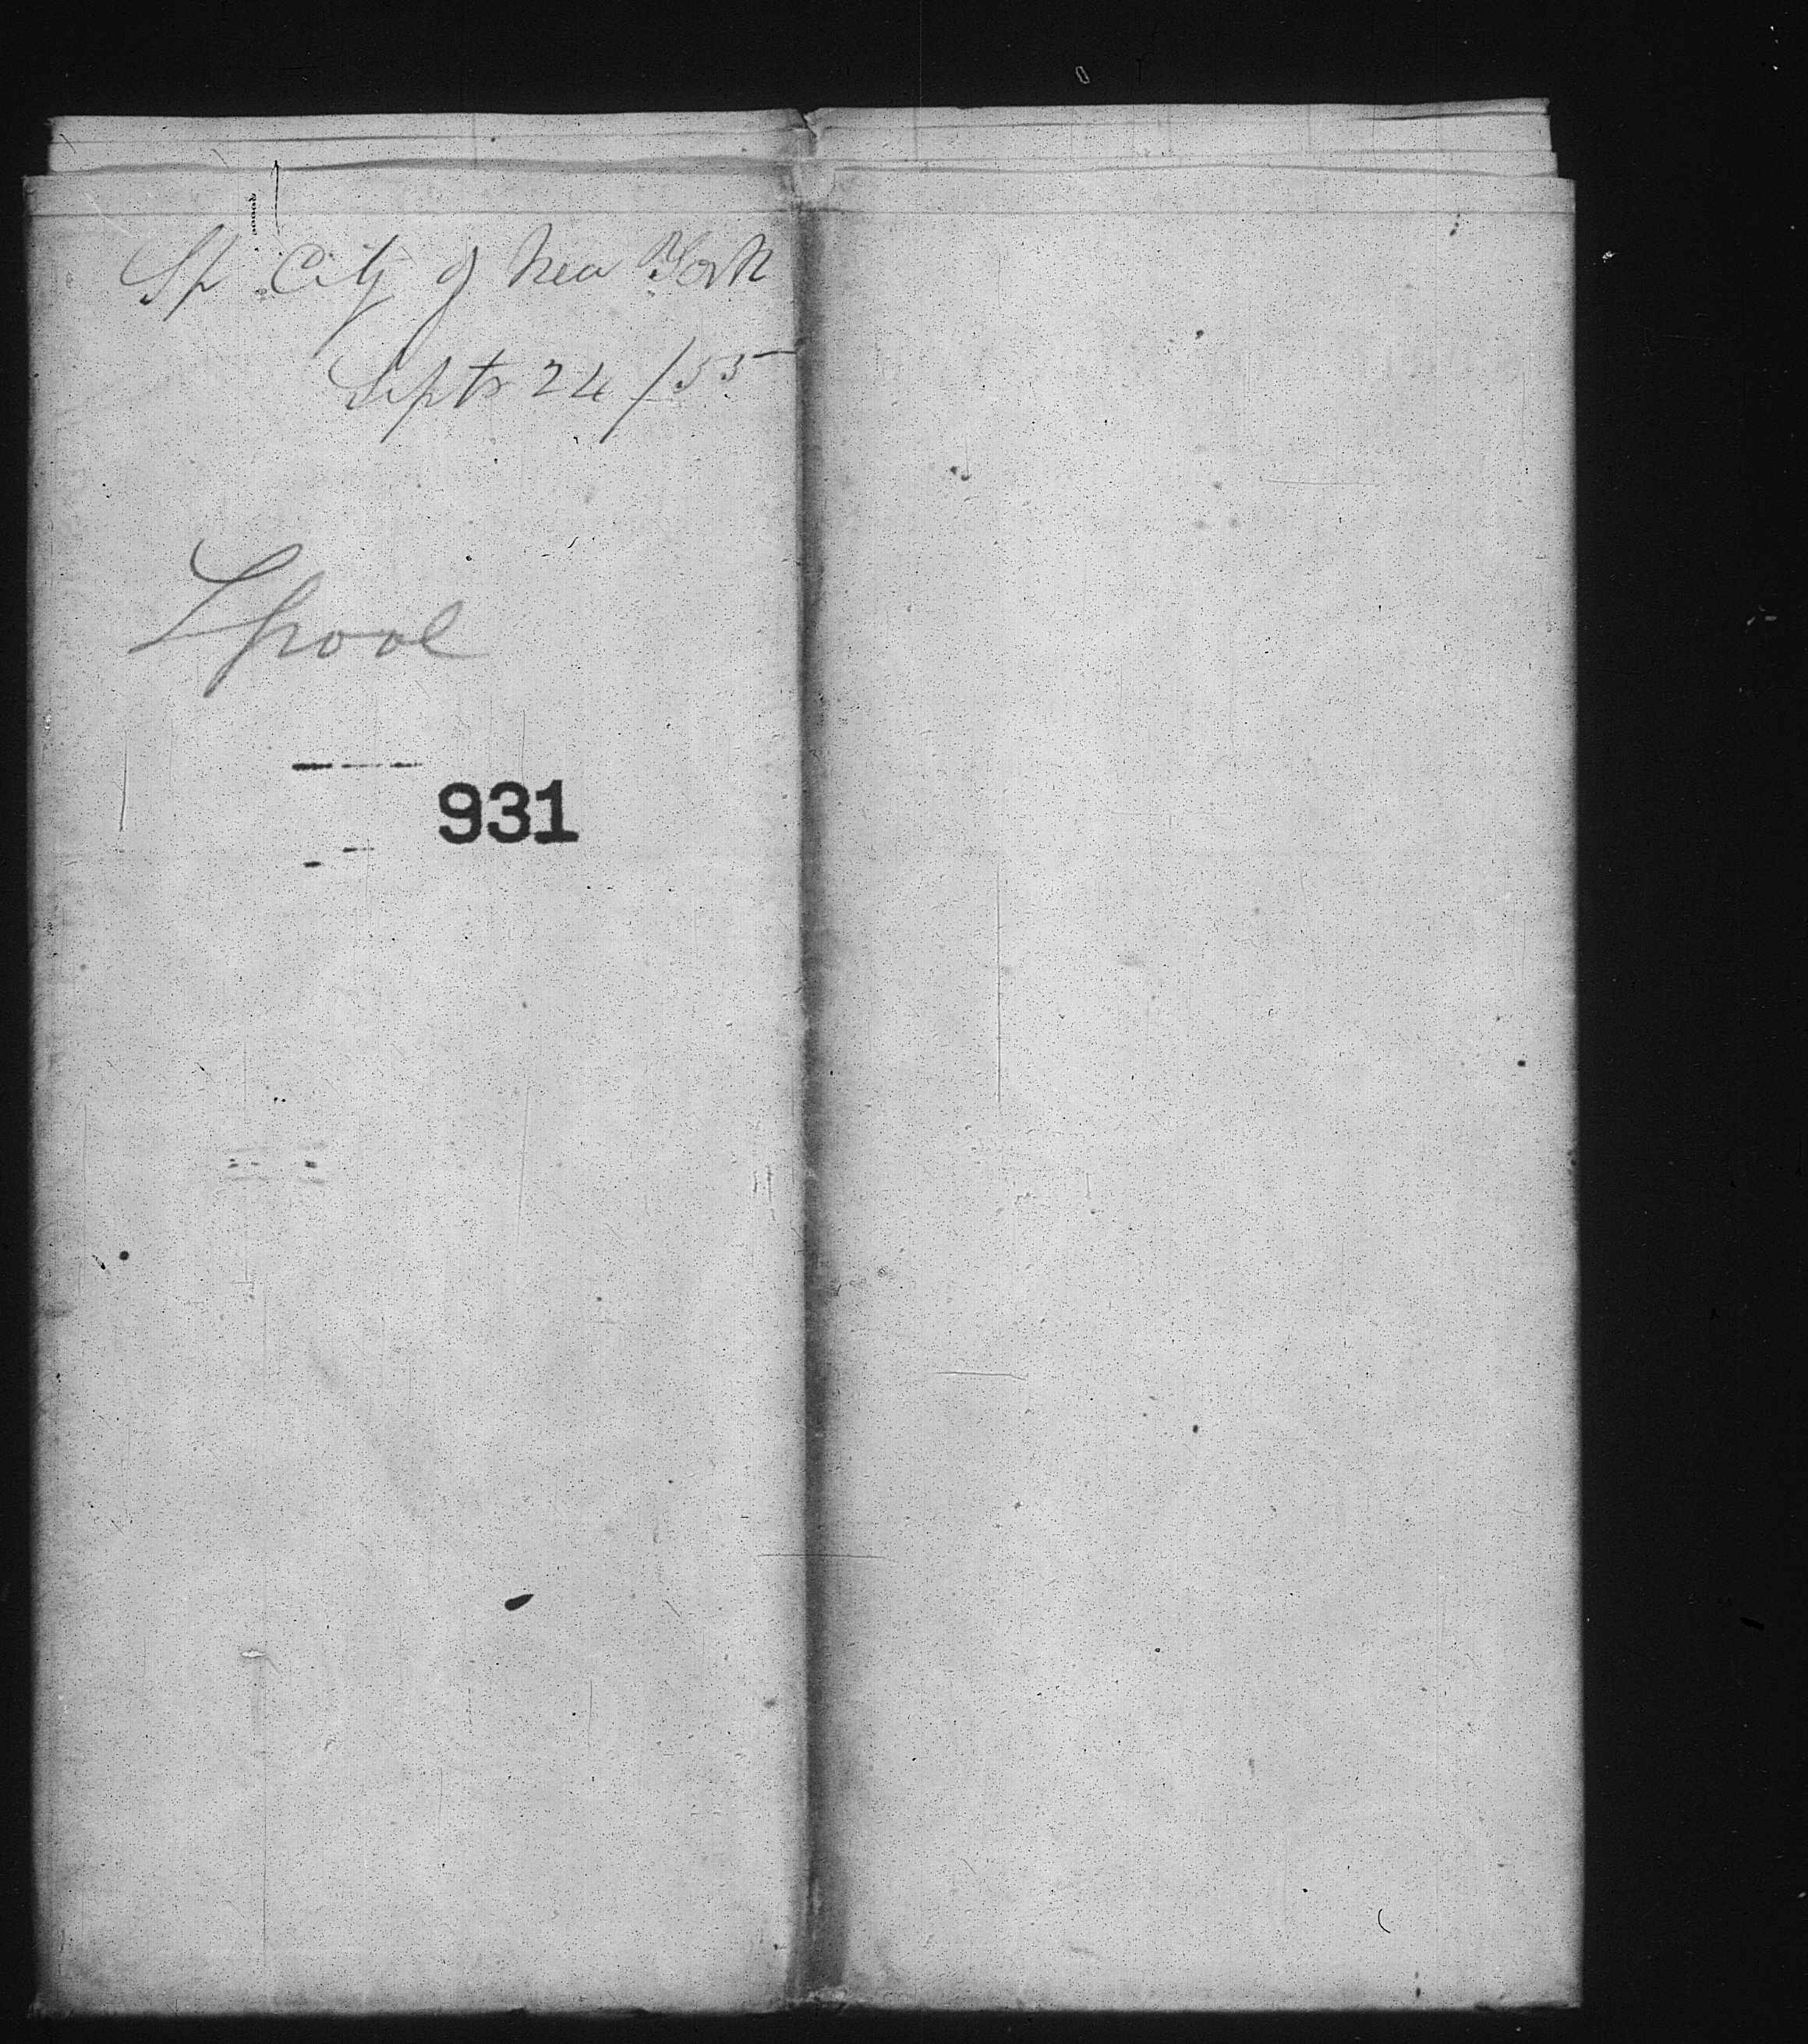 Sp City of New York
Septr 24/55
Lpool
931